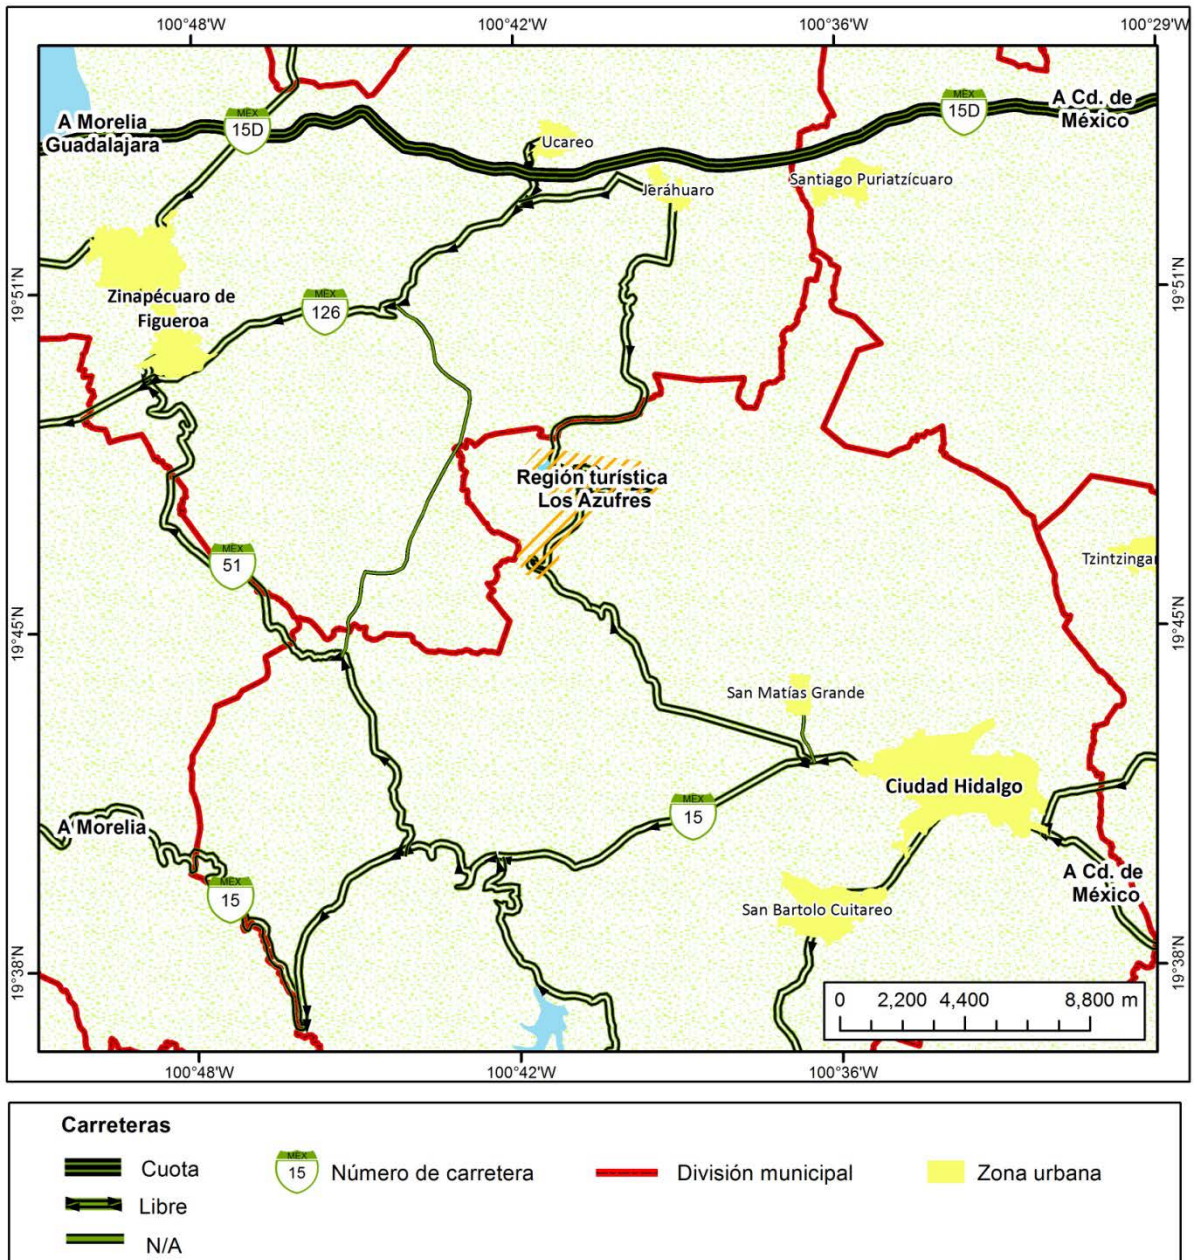 100°48'W
100°42'W
100°36'W
100°29'W
A Morelia
Guadalajara
MÉX
15D
Ucareo
MÉX
15D
A Cd. de
México
Jeráhuaro
Santiago Puriatzícuaro
19°51'N
19°51'N
Zinapécuaro de
Figueroa
MÉX
126
Región turística
Los Azufres
MÉX
51
Tzintzingar
19°45'N
19°45'N
San Matías Grande
Ciudad Hidalgo
MÉX
15
A Morelia
MÉX
15
A Cd. de
México
San Bartolo Cuitareo
19°38'N
19°38'N
0 2,200 4,400 8,800 m
100°48'W
100°42'W
100°36'W
Carreteras
Cuota
MÉX
15
Número de carretera
División municipal
Zona urbana
Libre
N/A